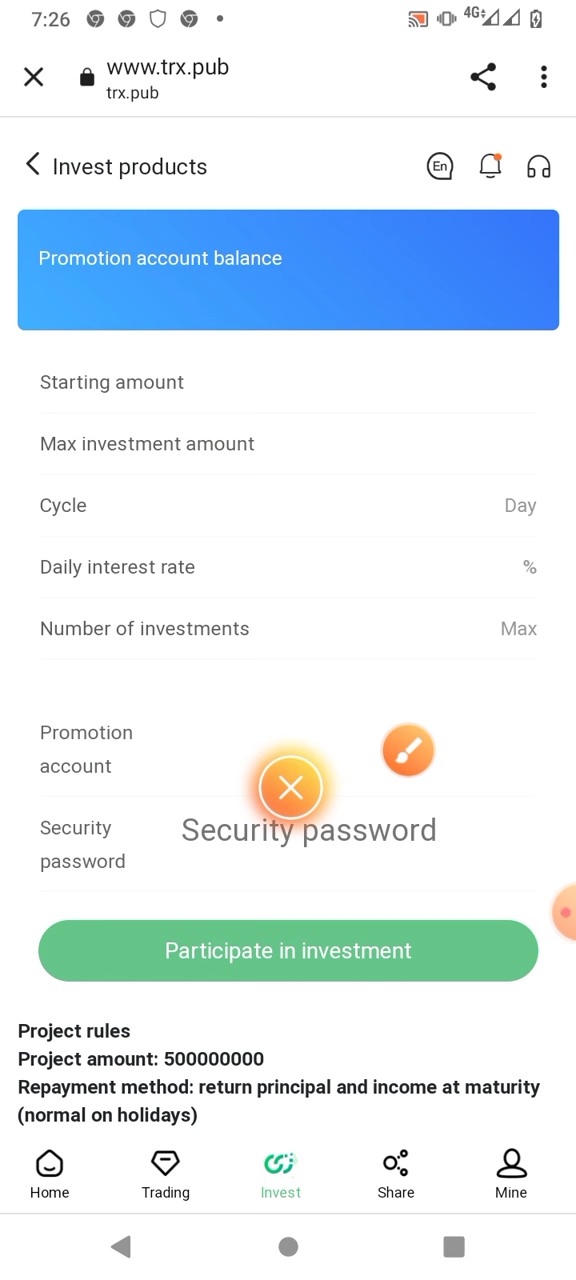 7:26
4G
www.trx.pub
trx.pub
Invest products
En
Promotion account balance
Starting amount
Max investment amount
Cycle Day
Daily interest rate %
Number of investments Max
Promotion
account
Security
password
Security password
Participate in investment
Project rules
Project amount: 500000000
Repayment method: return principal and income at maturity
(normal on holidays)
Home Trading Invest Share Mine